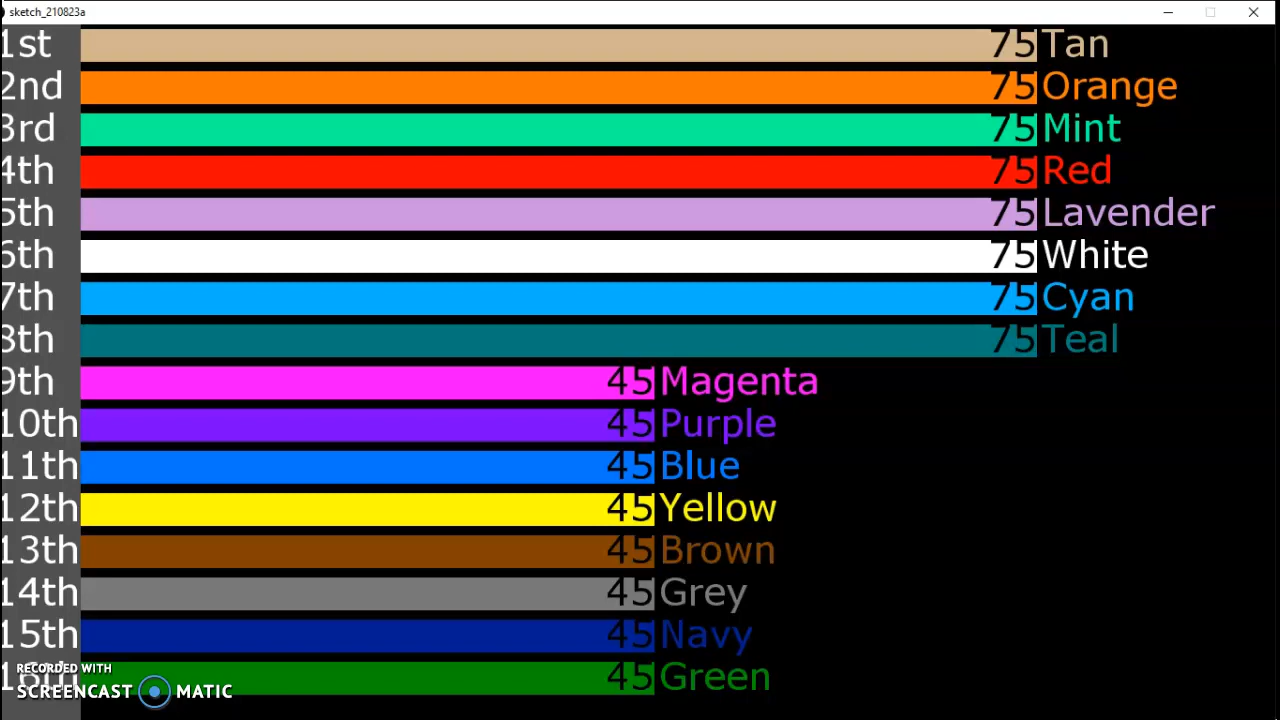 sketch_210823a
1st 75 Tan
2nd 75 Orange
3rd 75 Mint
4th 75 Red
5th 75 Lavender
6th 75 White
7th 75 Cyan
8th 75 Teal
9th 45 Magenta
10th 45 Purple
11th 45 Blue
12th 45 Yellow
13th 45 Brown
14th 45 Grey
15th 45 Navy
16th 45 Green
RECORDED WITH
SCREENCAST MATIC